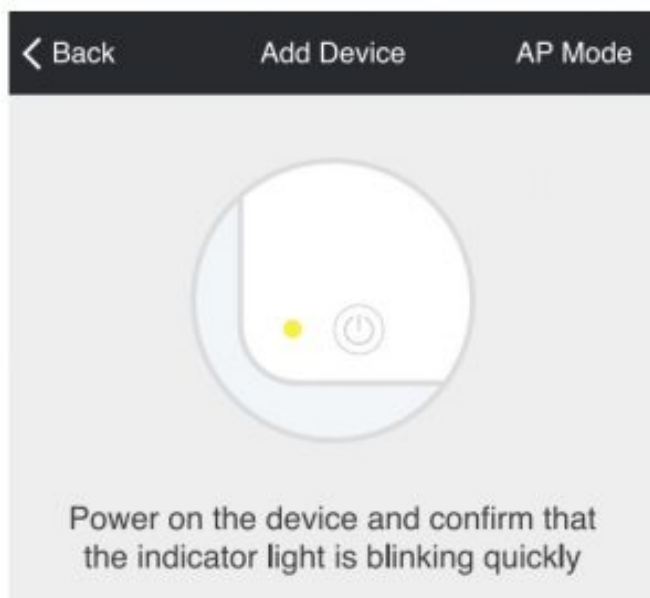 Back Add Device AP Mode
Power on the device and confirm that
the indicator light is blinking quickly